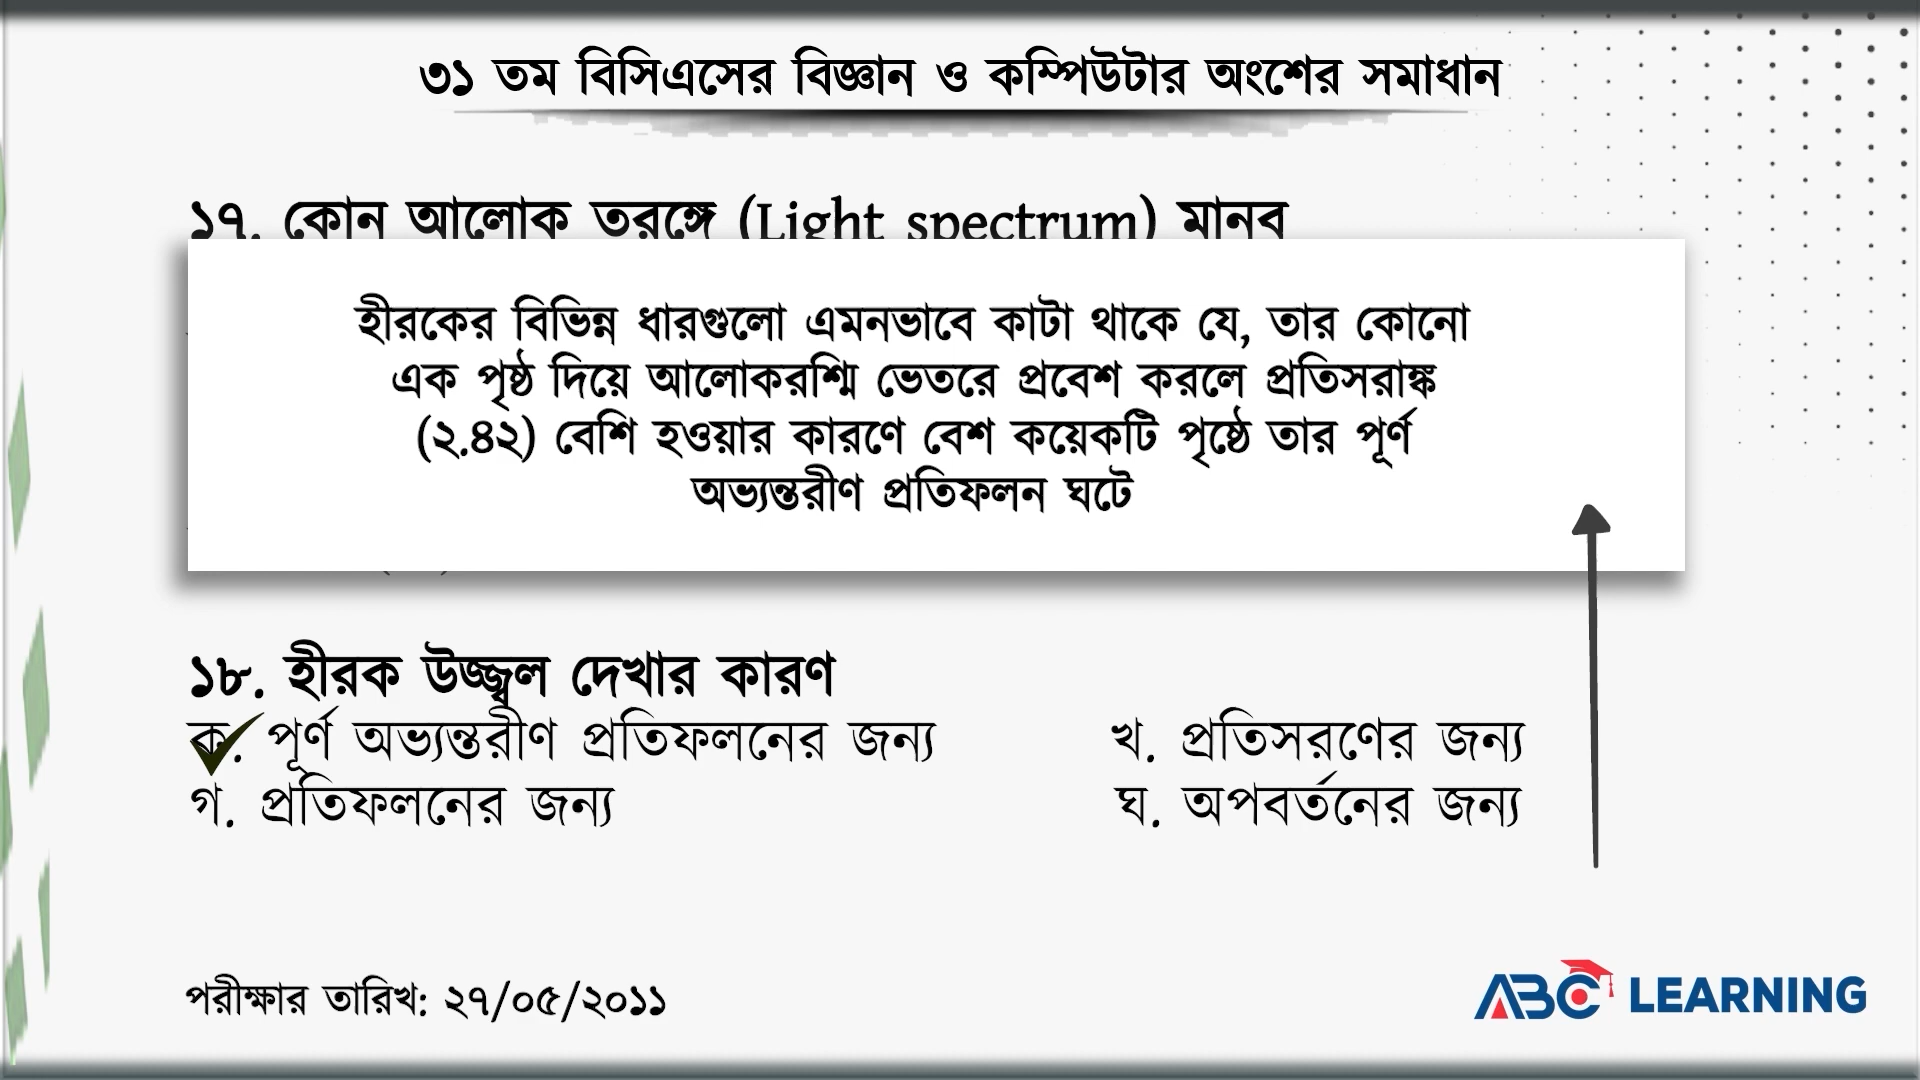 ৩১ তম বিসিএসের বিজ্ঞান ও কম্পিউটার অংশের সমাধান
১৭. কোন আলোক তরঙ্গে (Light spectrum) মানব
হীরকের বিভিন্ন ধারগুলো এমনভাবে কাটা থাকে যে, তার কোনো
এক পৃষ্ঠ দিয়ে আলোকরশ্মি ভেতরে প্রবেশ করলে প্রতিসরাঙ্ক
(২.৪২) বেশি হওয়ার কারণে বেশ কয়েকটি পৃষ্ঠে তার পূর্ণ
অভ্যন্তরীণ প্রতিফলন ঘটে
১৮. হীরক উজ্জ্বল দেখার কারণ
ক. পূর্ণ অভ্যন্তরীণ প্রতিফলনের জন্য খ. প্রতিসরণের জন্য
গ. প্রতিফলনের জন্য ঘ. অপবর্তনের জন্য
পরীক্ষার তারিখ: ২৭/০৫/২০১১
ABC LEARNING